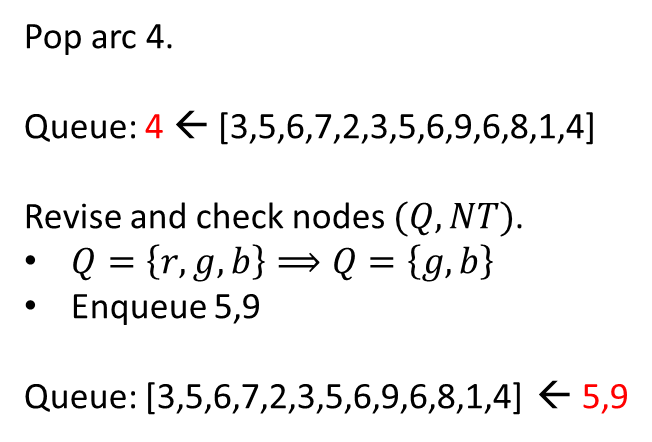 Pop arc 4.
Queue: 4 ← [3,5,6,7,2,3,5,6,9,6,8,1,4]
Revise and check nodes (Q, NT).
• Q = {r, g, b} ⟹ Q = {g, b}
• Enqueue 5,9
Queue: [3,5,6,7,2,3,5,6,9,6,8,1,4] ← 5,9